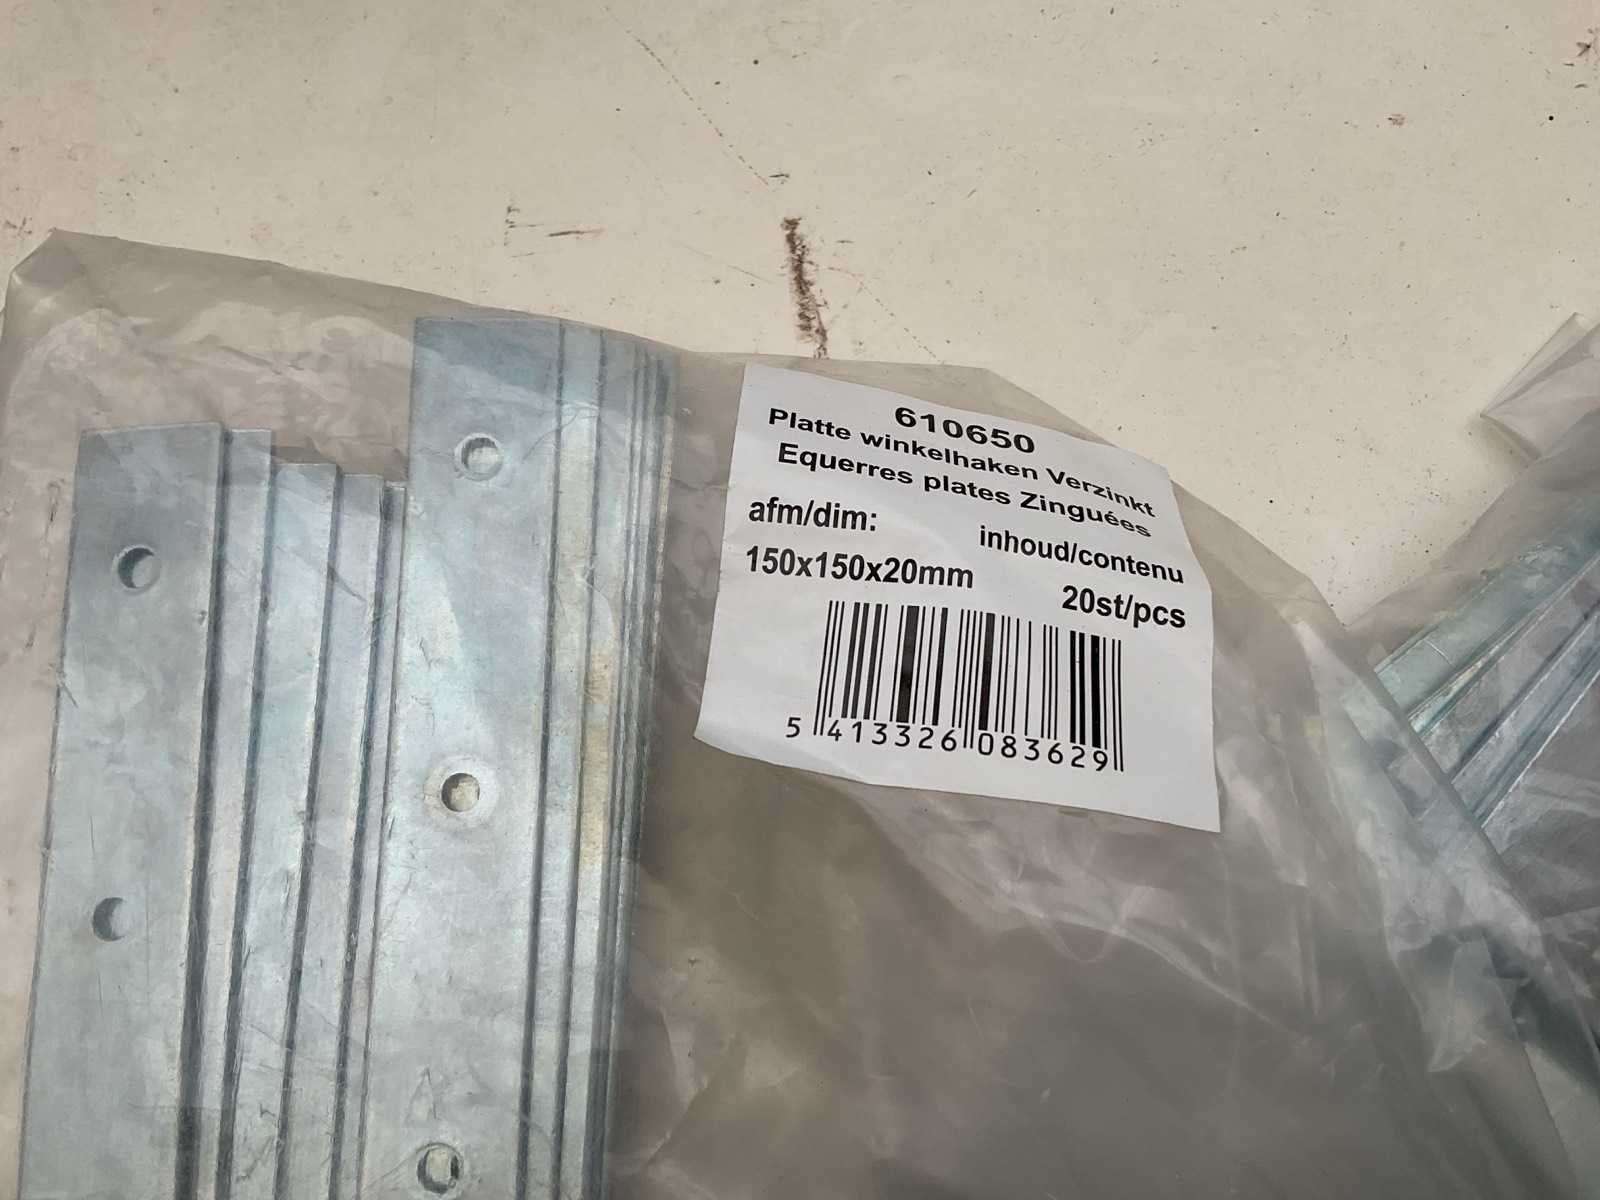 610650
Platte winkelhaken Verzinkt
Equerres plates Zinguées
afm/dim:
inhoud/contenu
150x150x20mm
20st/pcs
5 413326 083629